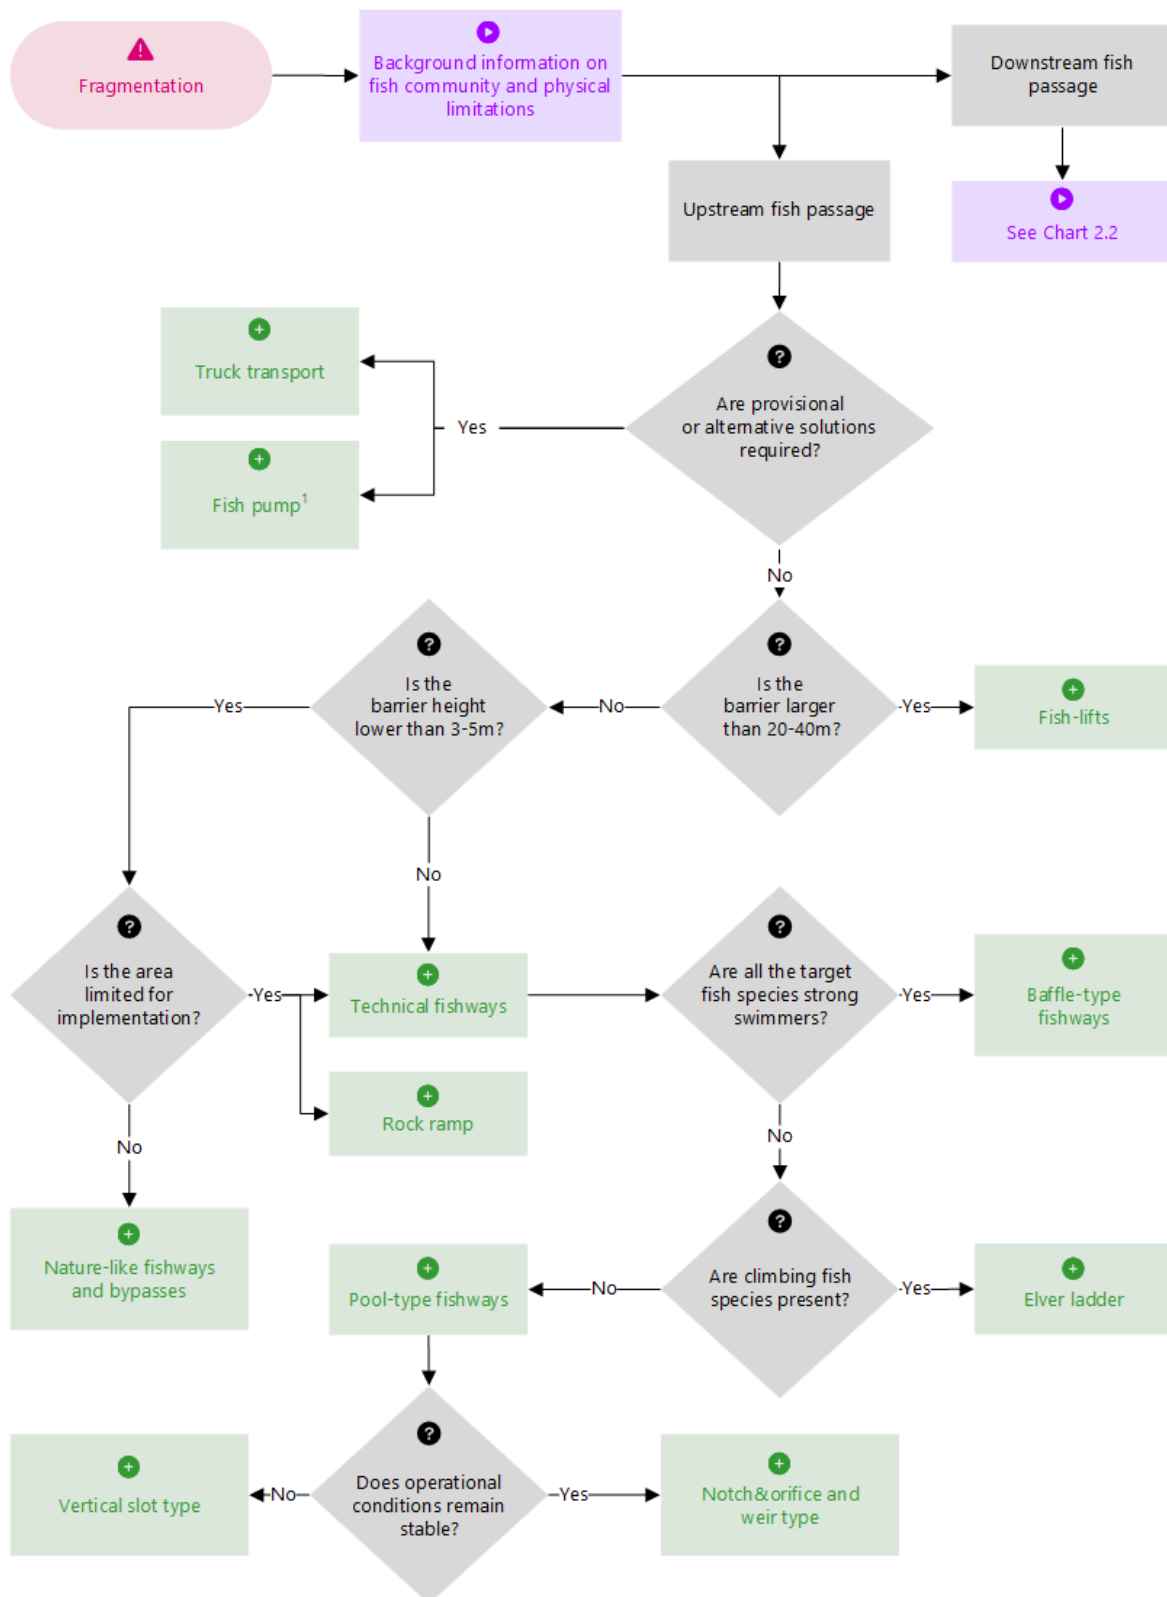 Fragmentation
Background information on
fish community and physical
limitations
Downstream fish
passage
See Chart 2.2
Upstream fish passage
Are provisional
or alternative solutions
required?
Yes
Truck transport
Fish pump¹
No
Is the
barrier larger
than 20-40m?
Yes
Fish-lifts
No
Is the
barrier height
lower than 3-5m?
Yes
No
Is the area
limited for
implementation?
Yes
Technical fishways
Rock ramp
No
Nature-like fishways
and bypasses
Are all the target
fish species strong
swimmers?
Yes
Baffle-type
fishways
No
Are climbing fish
species present?
Yes
Elver ladder
No
Pool-type fishways
Does operational
conditions remain
stable?
No
Vertical slot type
Yes
Notch&orifice and
weir type